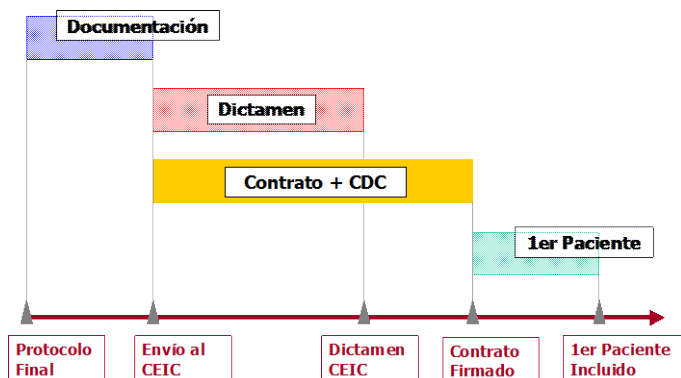 Documentación
Dictamen
Contrato + CDC
1er Paciente
Protocolo
Final
Envío al
CEIC
Dictamen
CEIC
Contrato
Firmado
1er Paciente
Incluido